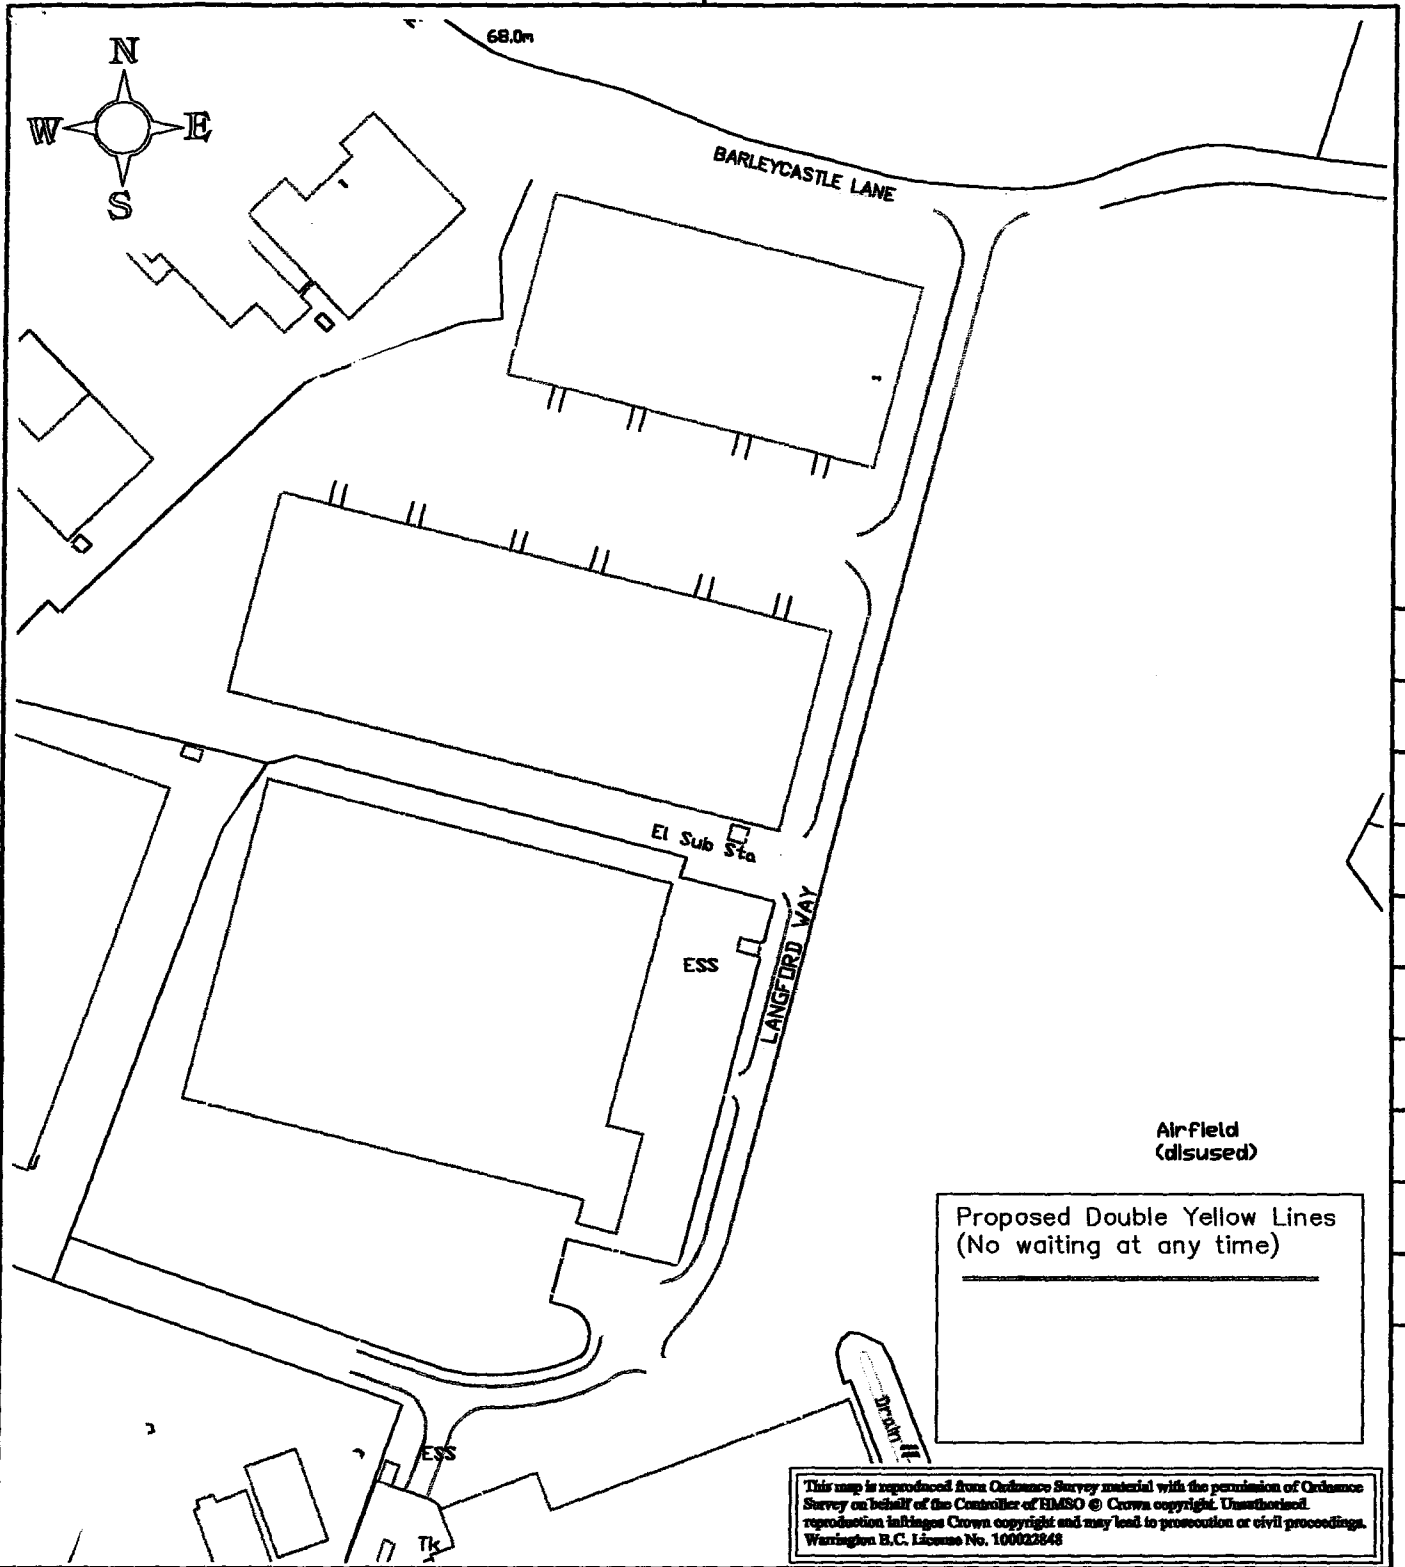 68.0m
N
W
E
S
BARLEYCASTLE LANE
El Sub Sta
LANGFORD WAY
ESS
Airfield
(disused)
Proposed Double Yellow Lines
(No waiting at any time)
Drain
ESS
Tk
This map is reproduced from Ordnance Survey material with the permission of Ordnance
Survey on behalf of the Controller of HMSO © Crown copyright. Unauthorised
reproduction infringes Crown copyright and may lead to prosecution or civil proceedings.
Warrington B.C. License No. 100022848